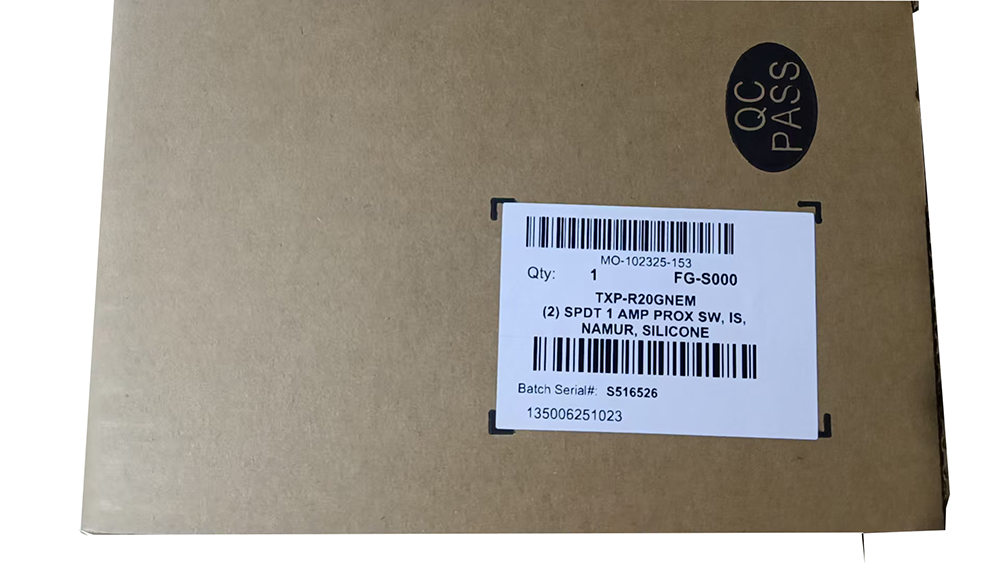 QC
PASS
MO-102325-153
Qty: 1 FG-S000
TXP-R20GNEM
(2) SPDT 1 AMP PROX SW, IS,
NAMUR, SILICONE
Batch Serial#: S516526
135006251023